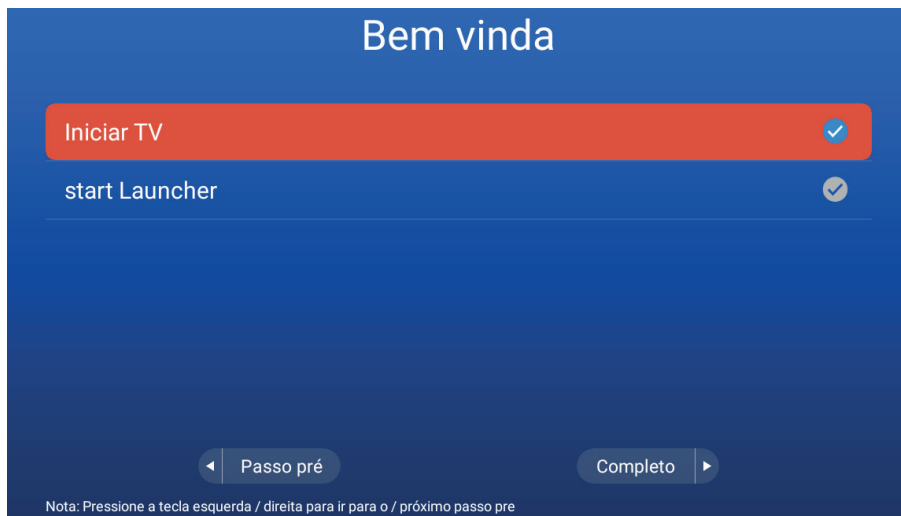 Bem vinda
Iniciar TV
start Launcher
Passo pré
Completo
Nota: Pressione a tecla esquerda / direita para ir para o / próximo passo pre